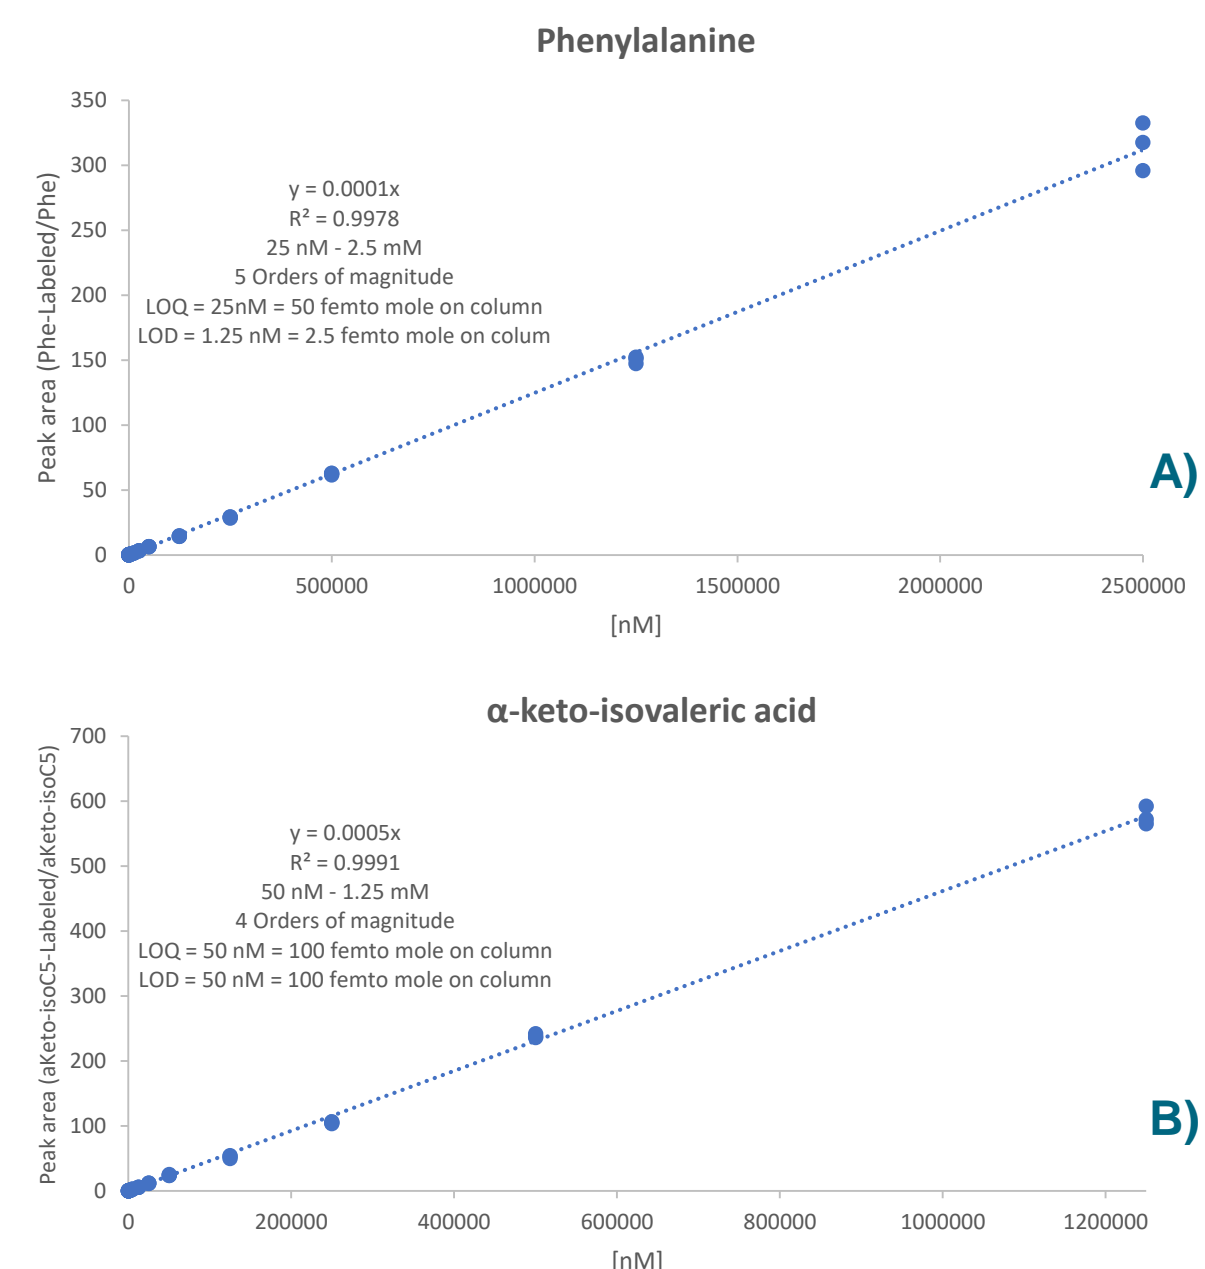 Phenylalanine
350
300
250
200
150
100
50
0
Peak area (Phe-Labeled/Phe)
y = 0.0001x
R² = 0.9978
25 nM - 2.5 mM
5 Orders of magnitude
LOQ = 25nM = 50 femto mole on column
LOD = 1.25 nM = 2.5 femto mole on colum
A)
0 500000 1000000 1500000 2000000 2500000
[nM]
α-keto-isovaleric acid
700
600
500
400
300
200
100
0
Peak area (aKeto-isoC5-Labeled/aKeto-isoC5)
y = 0.0005x
R² = 0.9991
50 nM - 1.25 mM
4 Orders of magnitude
LOQ = 50 nM = 100 femto mole on column
LOD = 50 nM = 100 femto mole on column
B)
0 200000 400000 600000 800000 1000000 1200000
[nM]